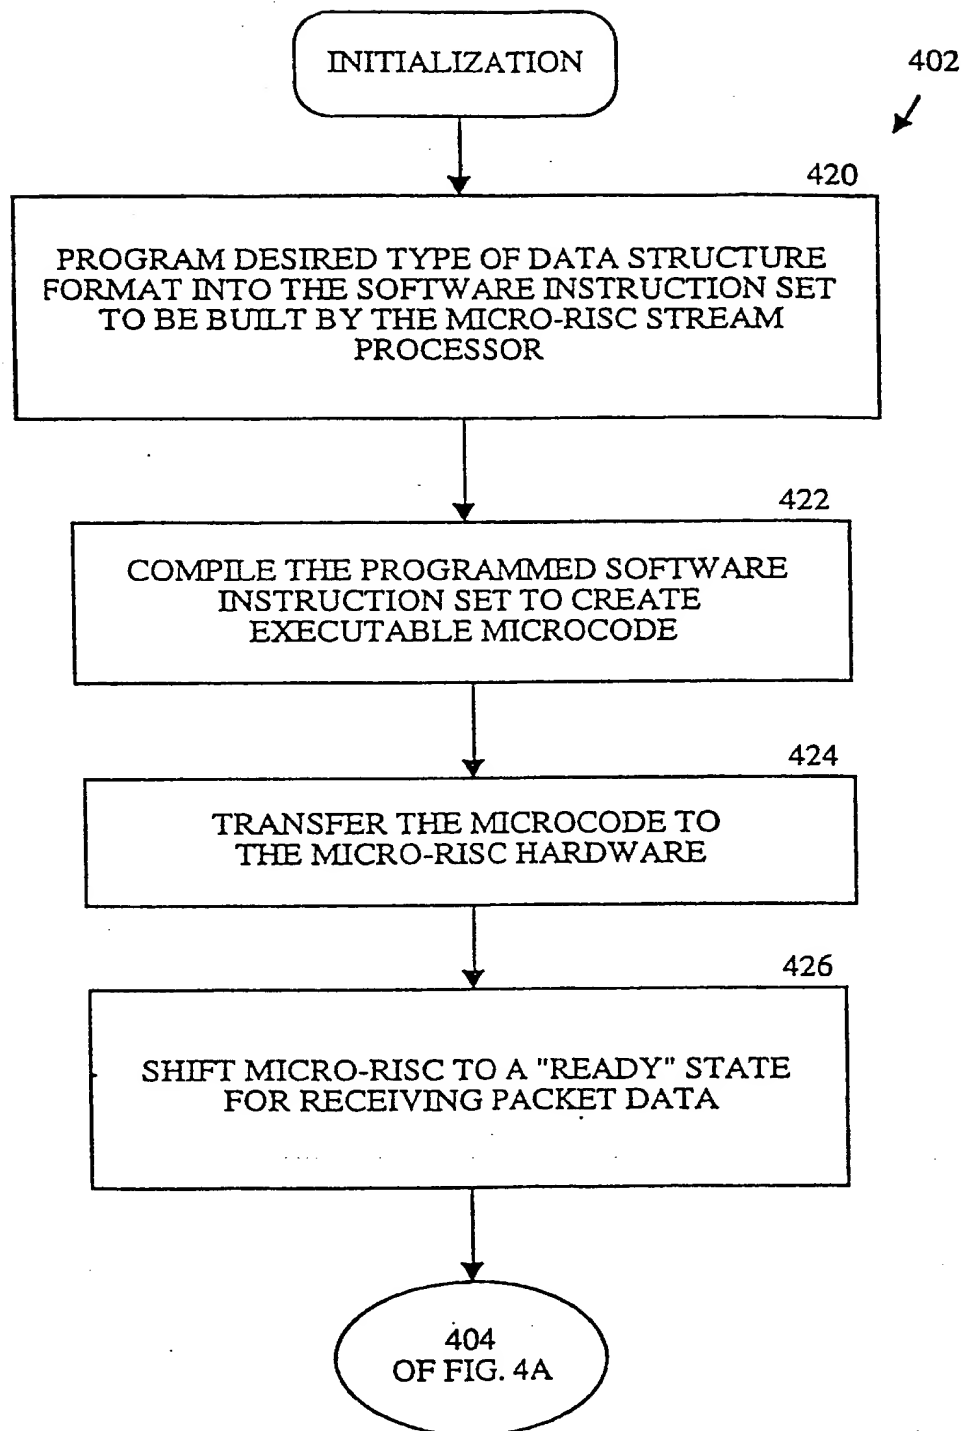 INITIALIZATION
402
420
PROGRAM DESIRED TYPE OF DATA STRUCTURE
FORMAT INTO THE SOFTWARE INSTRUCTION SET
TO BE BUILT BY THE MICRO-RISC STREAM
PROCESSOR
422
COMPILE THE PROGRAMMED SOFTWARE
INSTRUCTION SET TO CREATE
EXECUTABLE MICROCODE
424
TRANSFER THE MICROCODE TO
THE MICRO-RISC HARDWARE
426
SHIFT MICRO-RISC TO A "READY" STATE
FOR RECEIVING PACKET DATA
404
OF FIG. 4A